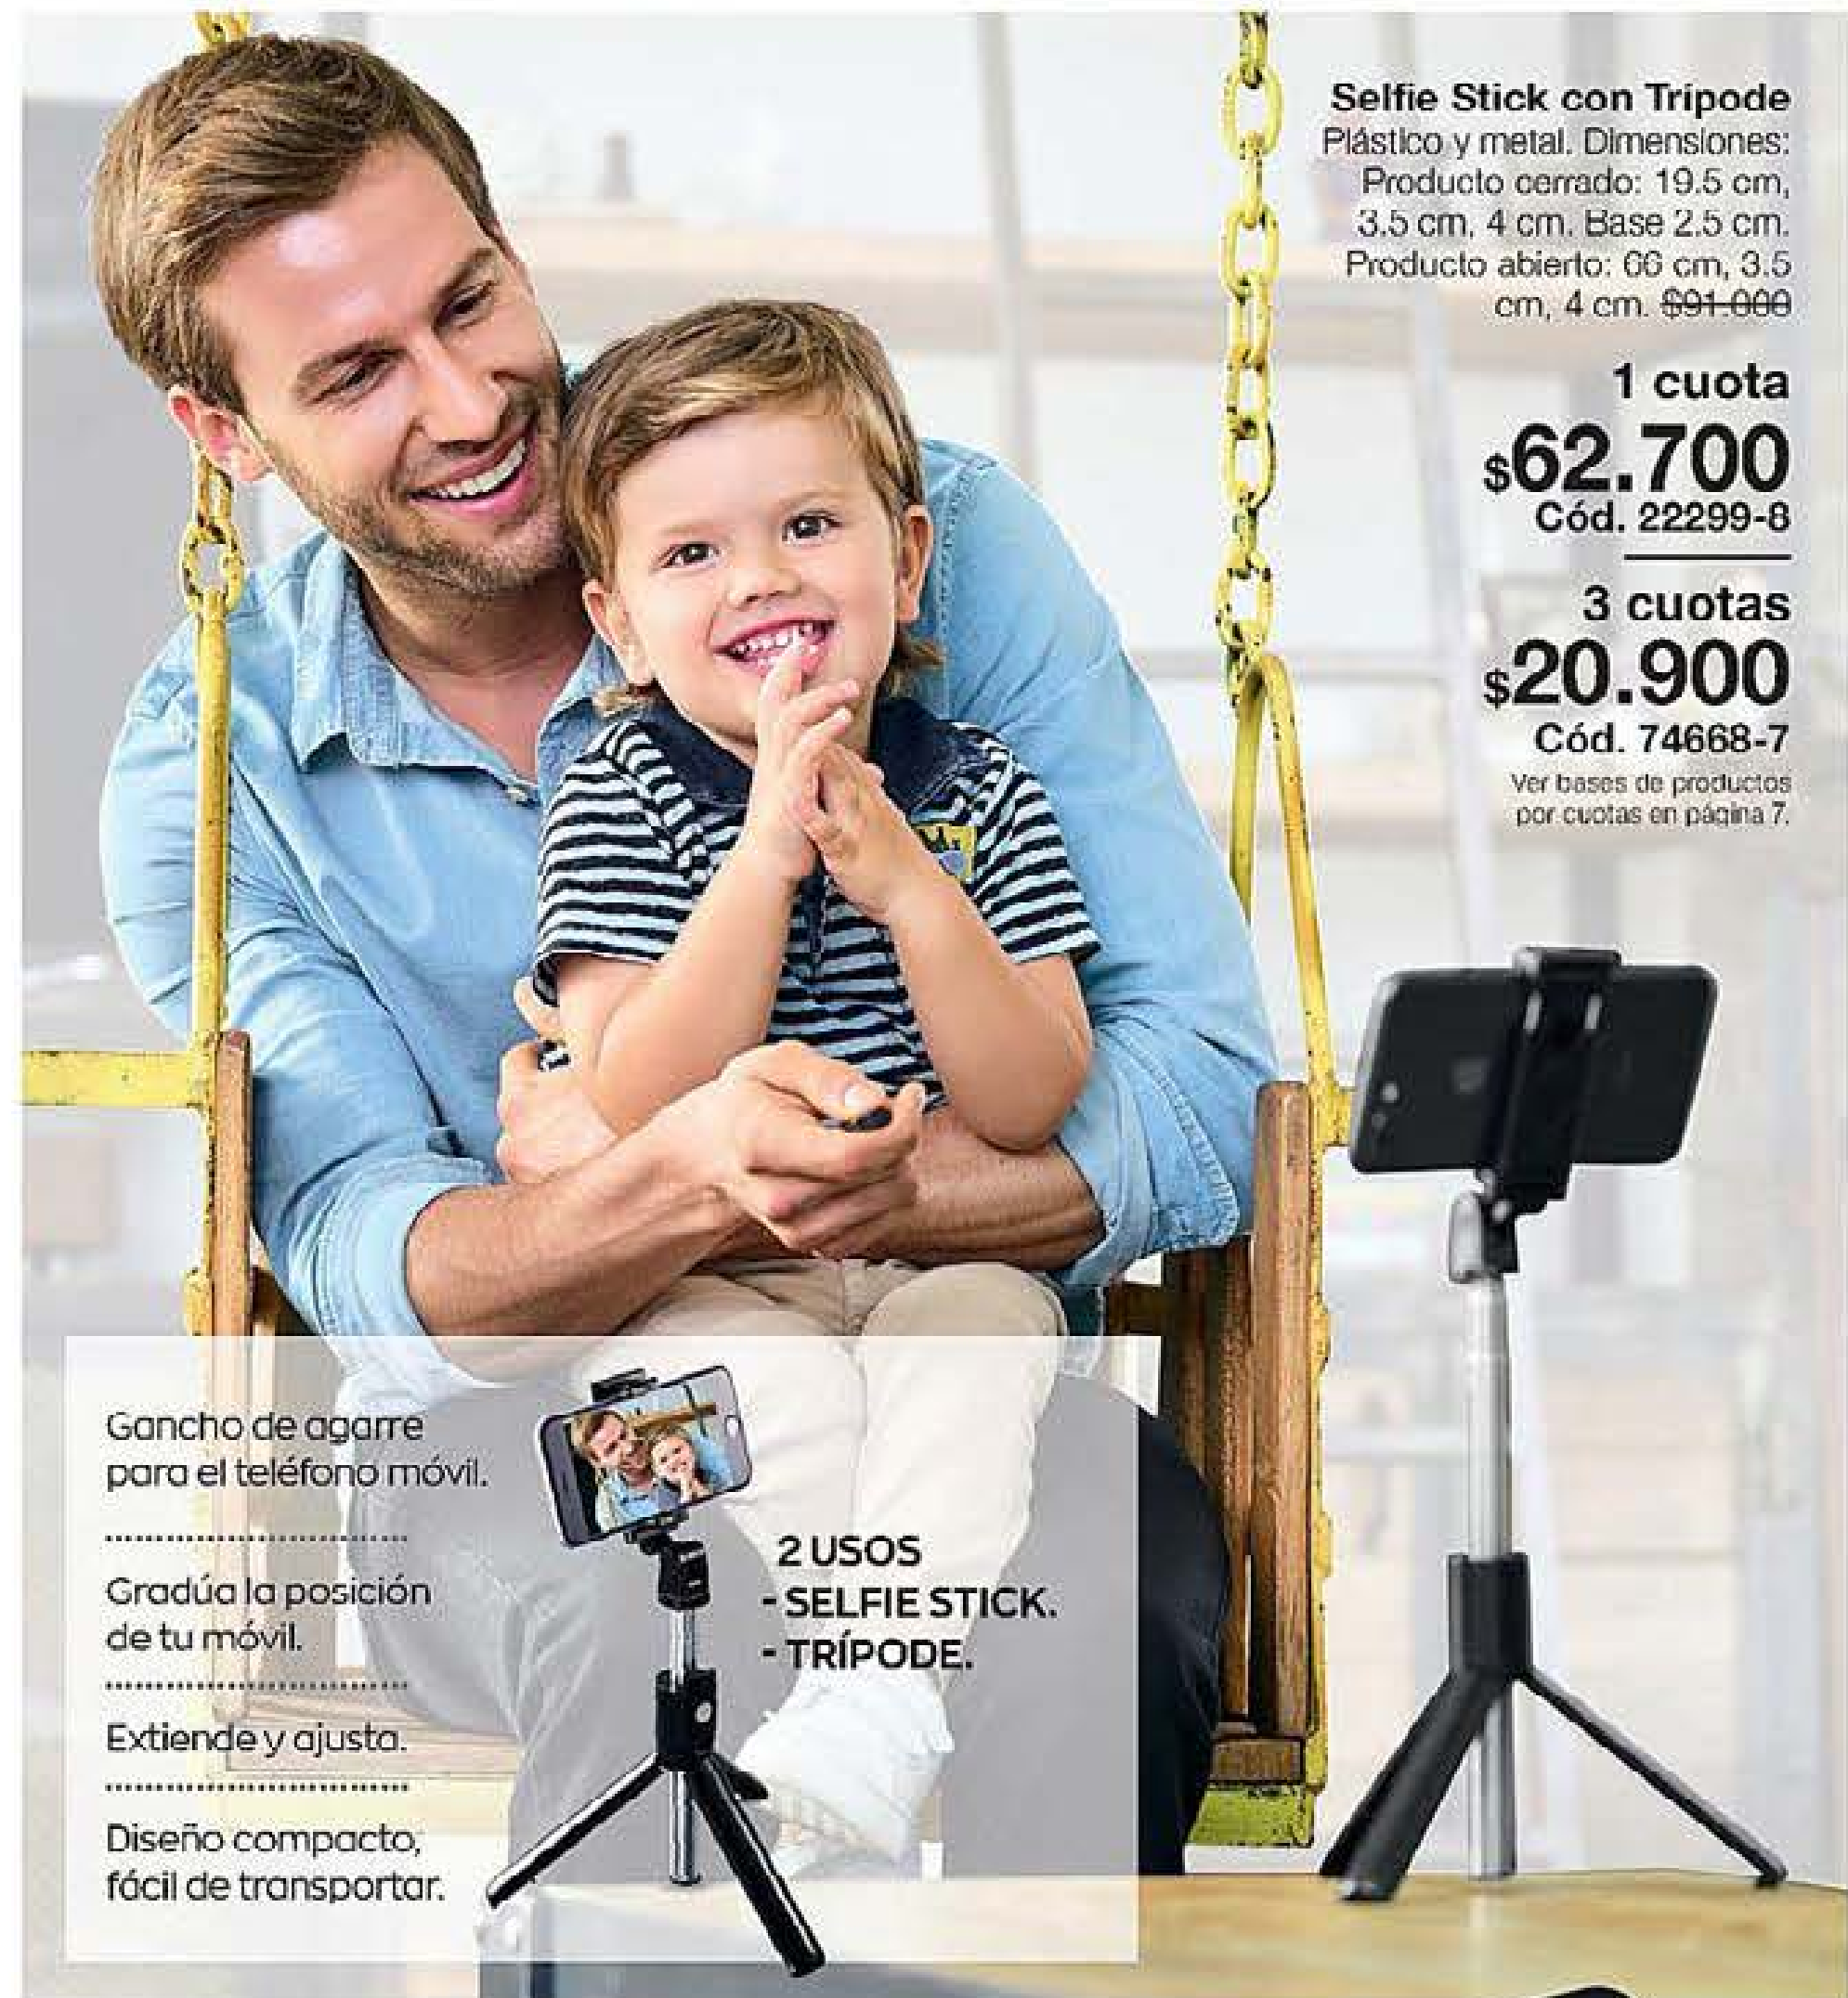 Selfie Stick con Trípode
Plástico y metal. Dimensiones:
Producto cerrado: 19.5 cm,
3.5 cm, 4 cm. Base 2.5 cm.
Producto abierto: 66 cm, 3.5
cm, 4 cm. $91.000
1 cuota
$62.700
Cód. 22299-8
3 cuotas
$20.900
Cód. 74668-7
Ver bases de productos
por cuotas en página 7.
Gancho de agarre
para el teléfono móvil.
Gradúa la posición
de tu móvil.
Extiende y ajusta.
Diseño compacto,
fácil de transportar.
2 USOS
- SELFIE STICK.
- TRÍPODE.